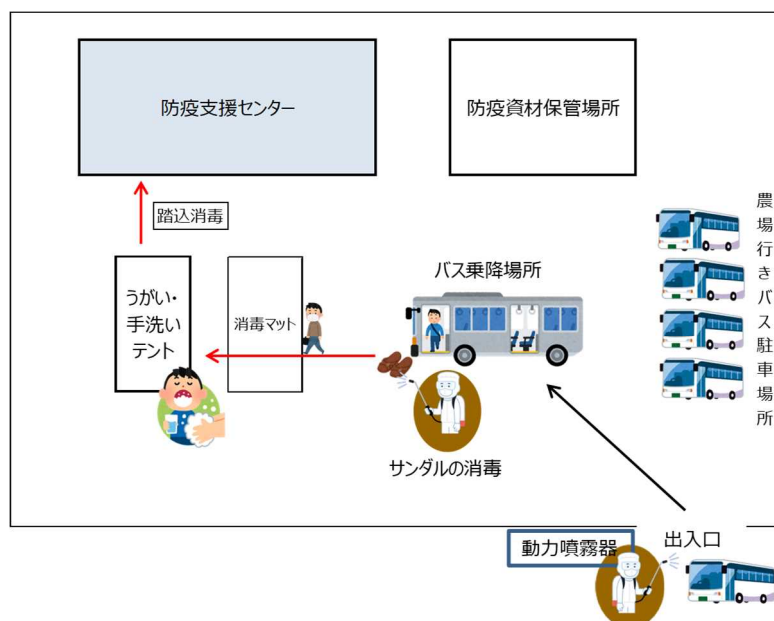 防疫支援センター
防疫資材保管場所
踏込消毒
農場行きバス駐車場所
バス乗降場所
うがい・
手洗い
テント
消毒マット
サンダルの消毒
動力噴霧器
出入口